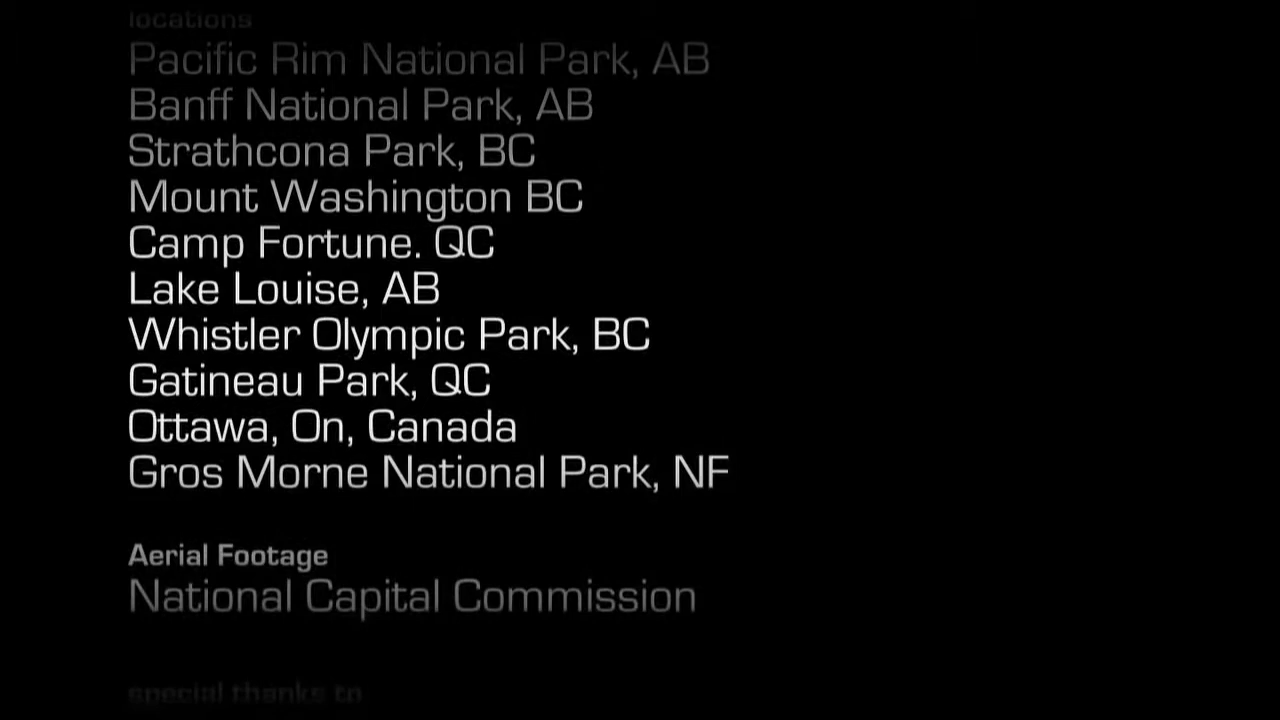 locations
Pacific Rim National Park, AB
Banff National Park, AB
Strathcona Park, BC
Mount Washington BC
Camp Fortune. QC
Lake Louise, AB
Whistler Olympic Park, BC
Gatineau Park, QC
Ottawa, On, Canada
Gros Morne National Park, NF
Aerial Footage
National Capital Commission
special thanks to